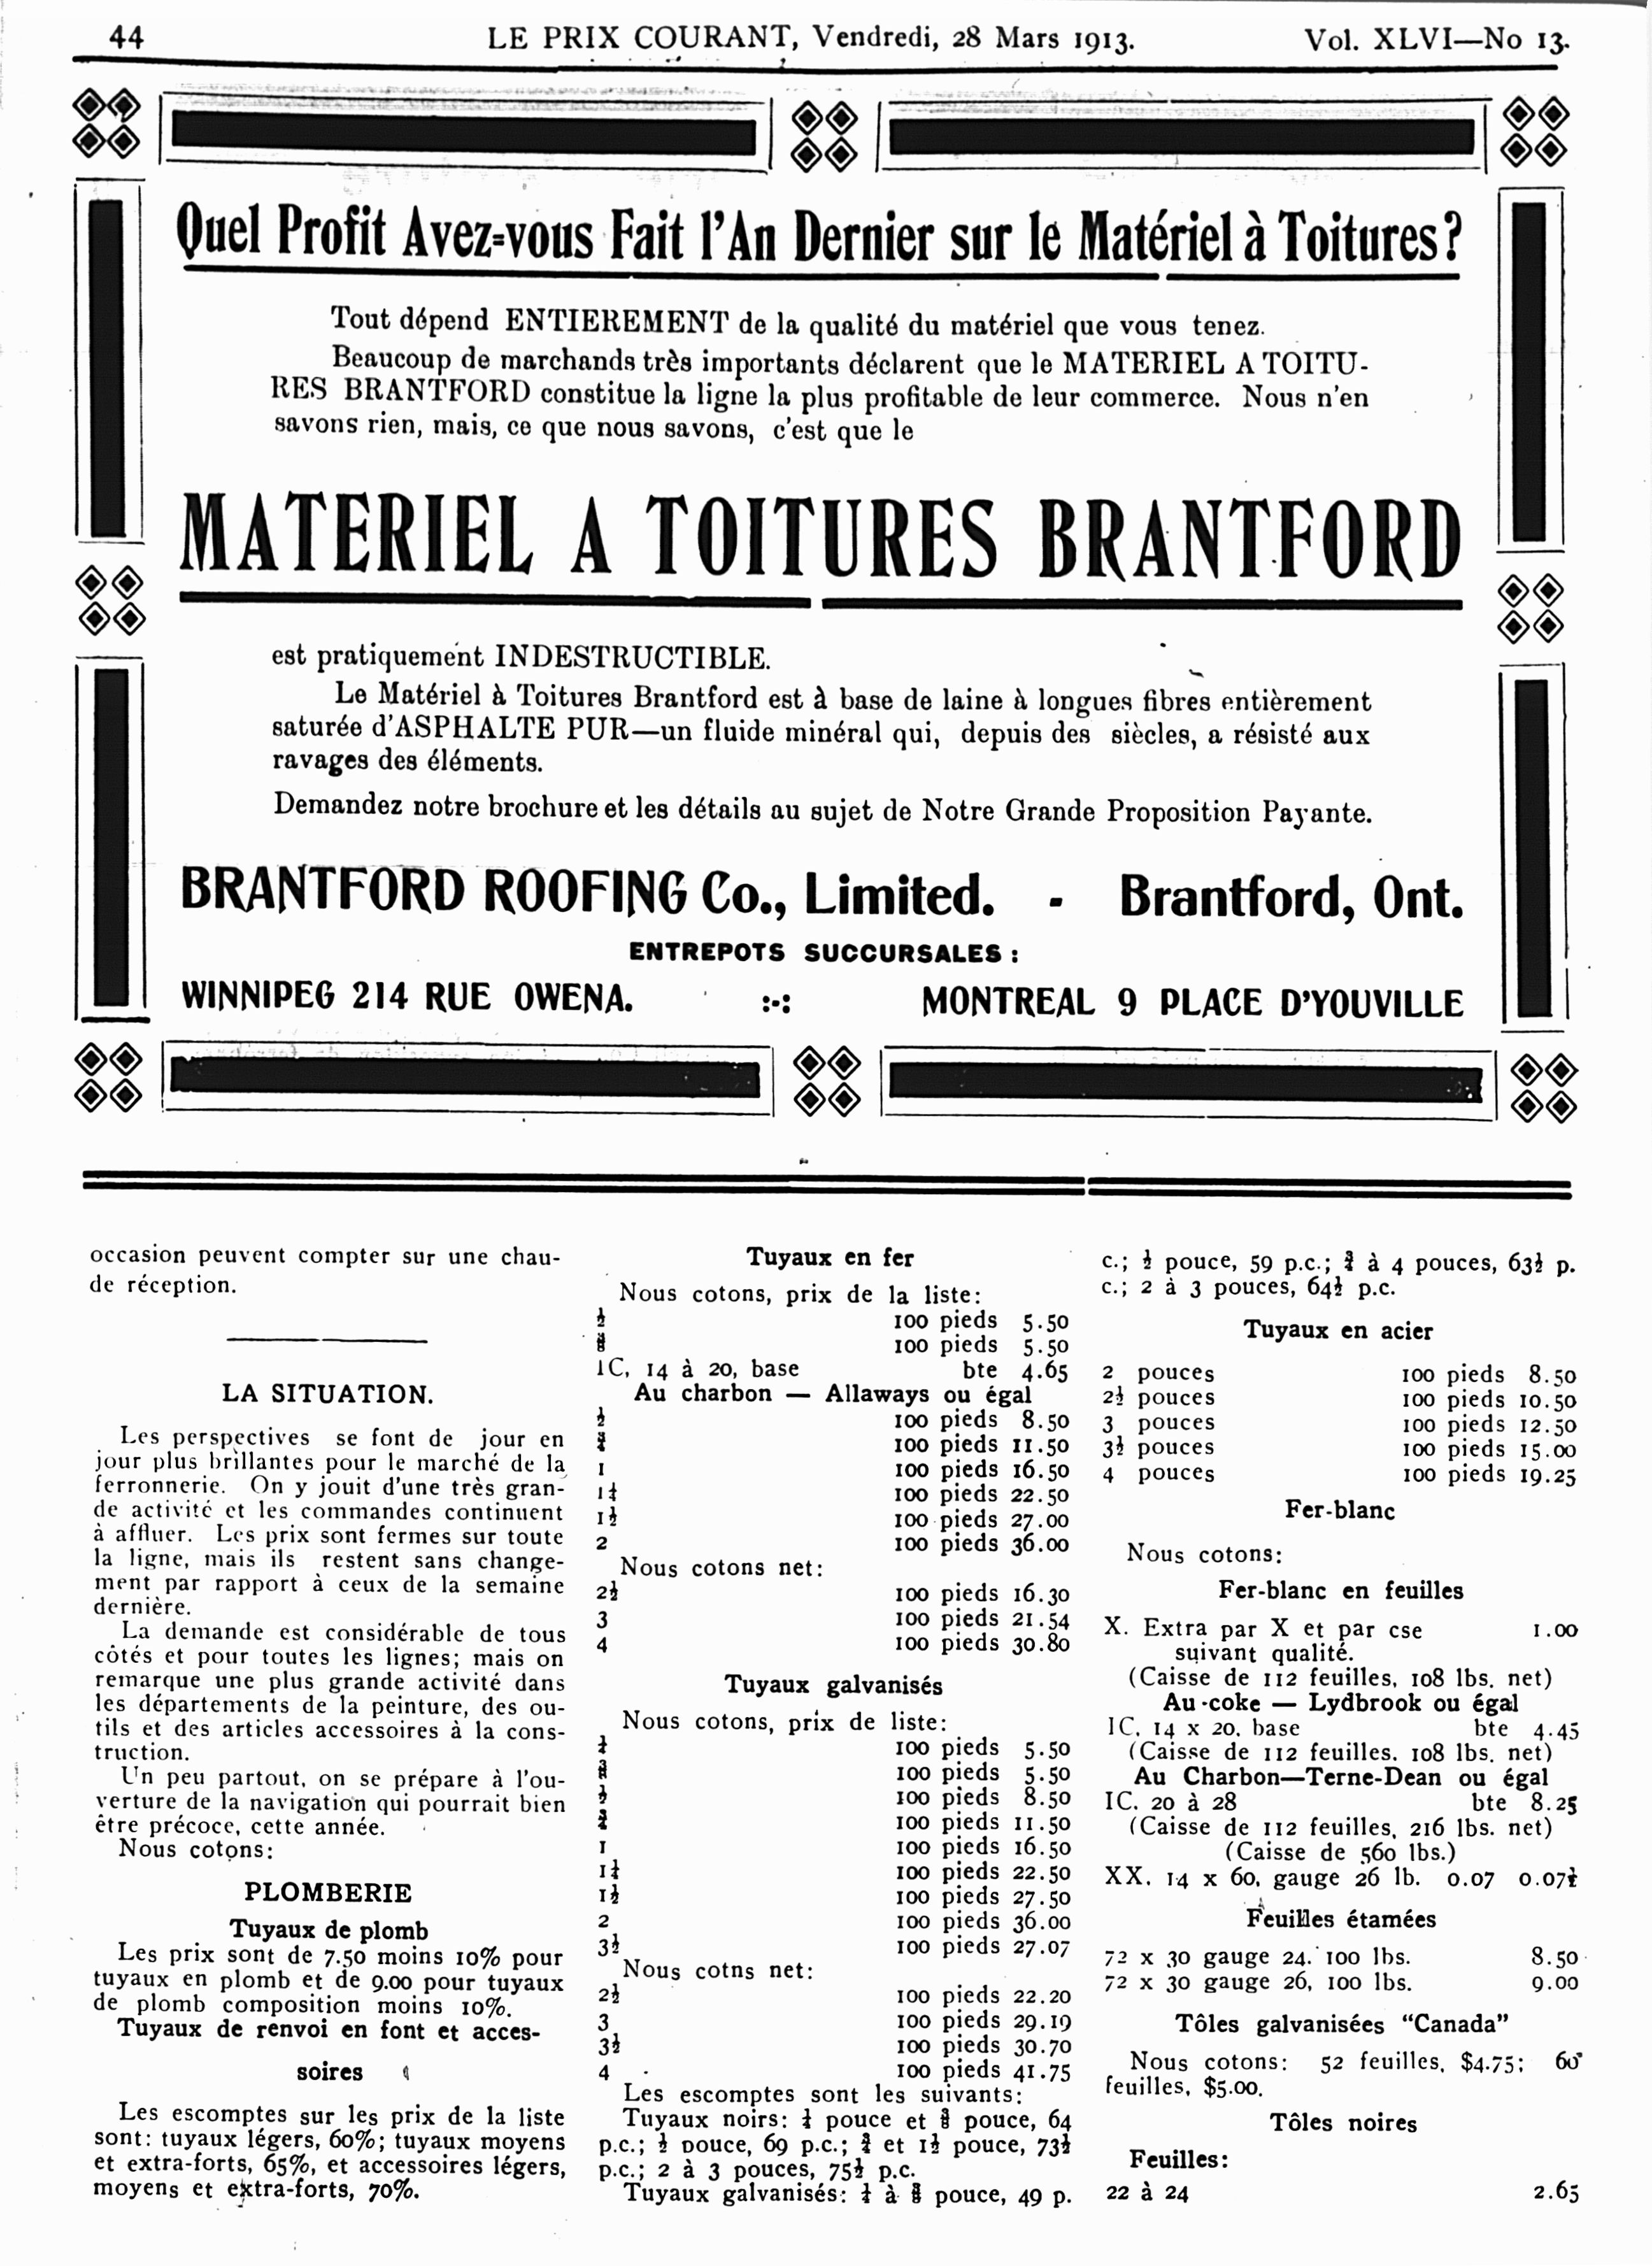 44
LE PRIX COURANT, Vendredi, 28 Mars 1913.
Vol. XLVI—No 13.
Quel Profit Avez-vous Fait l'An Dernier sur le Matériel à Toitures?
Tout dépend ENTIEREMENT de la qualité du matériel que vous tenez.
Beaucoup de marchands très importants déclarent que le MATERIEL A TOITU-
RES BRANTFORD constitue la ligne la plus profitable de leur commerce. Nous n'en
savons rien, mais, ce que nous savons, c'est que le
MATERIEL A TOITURES BRANTFORD
est pratiquement INDESTRUCTIBLE.
Le Matériel à Toitures Brantford est à base de laine à longues fibres entièrement
saturée d'ASPHALTE PUR—un fluide minéral qui, depuis des siècles, a résisté aux
ravages des éléments.
Demandez notre brochure et les détails au sujet de Notre Grande Proposition Payante.
BRANTFORD ROOFING Co., Limited. - Brantford, Ont.
ENTREPOTS SUCCURSALES :
WINNIPEG 214 RUE OWENA. :-: MONTREAL 9 PLACE D'YOUVILLE
occasion peuvent compter sur une chau-
de réception.
LA SITUATION.
Les perspectives se font de jour en
jour plus brillantes pour le marché de la
ferronnerie. On y jouit d'une très gran-
de activité et les commandes continuent
à affluer. Les prix sont fermes sur toute
la ligne, mais ils restent sans change-
ment par rapport à ceux de la semaine
dernière.
La demande est considérable de tous
côtés et pour toutes les lignes; mais on
remarque une plus grande activité dans
les départements de la peinture, des ou-
tils et des articles accessoires à la cons-
truction.
Un peu partout, on se prépare à l'ou-
verture de la navigation qui pourrait bien
être précoce, cette année.
Nous cotons:
PLOMBERIE
Tuyaux de plomb
Les prix sont de 7.50 moins 10% pour
tuyaux en plomb et de 9.00 pour tuyaux
de plomb composition moins 10%.
Tuyaux de renvoi en font et acces-
soires
Les escomptes sur les prix de la liste
sont: tuyaux légers, 60%; tuyaux moyens
et extra-forts, 65%, et accessoires légers,
moyens et extra-forts, 70%.
Tuyaux en fer
Nous cotons, prix de la liste:
½ 100 pieds 5.50
⅜ 100 pieds 5.50
IC, 14 à 20, base bte 4.65
Au charbon — Allaways ou égal
½ 100 pieds 8.50
¾ 100 pieds 11.50
1 100 pieds 16.50
1¼ 100 pieds 22.50
1½ 100 pieds 27.00
2 100 pieds 36.00
Nous cotons net:
2½ 100 pieds 16.30
3 100 pieds 21.54
4 100 pieds 30.80
Tuyaux galvanisés
Nous cotons, prix de liste:
¼ 100 pieds 5.50
⅜ 100 pieds 5.50
½ 100 pieds 8.50
¾ 100 pieds 11.50
1 100 pieds 16.50
1¼ 100 pieds 22.50
1½ 100 pieds 27.50
2 100 pieds 36.00
3½ 100 pieds 27.07
Nous cotns net:
2½ 100 pieds 22.20
3 100 pieds 29.19
3½ 100 pieds 30.70
4 100 pieds 41.75
Les escomptes sont les suivants:
Tuyaux noirs: ¼ pouce et ⅜ pouce, 64
p.c.; ½ pouce, 69 p.c.; ¾ et 1½ pouce, 73½
p.c.; 2 à 3 pouces, 75½ p.c.
Tuyaux galvanisés: ¼ à ⅜ pouce, 49 p.
c.; ½ pouce, 59 p.c.; ¾ à 4 pouces, 63½ p.
c.; 2 à 3 pouces, 64½ p.c.
Tuyaux en acier
2 pouces 100 pieds 8.50
2½ pouces 100 pieds 10.50
3 pouces 100 pieds 12.50
3½ pouces 100 pieds 15.00
4 pouces 100 pieds 19.25
Fer-blanc
Nous cotons:
Fer-blanc en feuilles
X. Extra par X et par cse 1.00
suivant qualité.
(Caisse de 112 feuilles, 108 lbs. net)
Au coke — Lydbrook ou égal
IC, 14 x 20, base bte 4.45
(Caisse de 112 feuilles. 108 lbs. net)
Au Charbon—Terne-Dean ou égal
IC. 20 à 28 bte 8.25
(Caisse de 112 feuilles, 216 lbs. net)
(Caisse de 560 lbs.)
XX, 14 x 60, gauge 26 lb. 0.07 0.07½
Feuilles étamées
72 x 30 gauge 24. 100 lbs. 8.50
72 x 30 gauge 26, 100 lbs. 9.00
Tôles galvanisées “Canada”
Nous cotons: 52 feuilles, $4.75; 60
feuilles, $5.00.
Tôles noires
Feuilles:
22 à 24 2.65